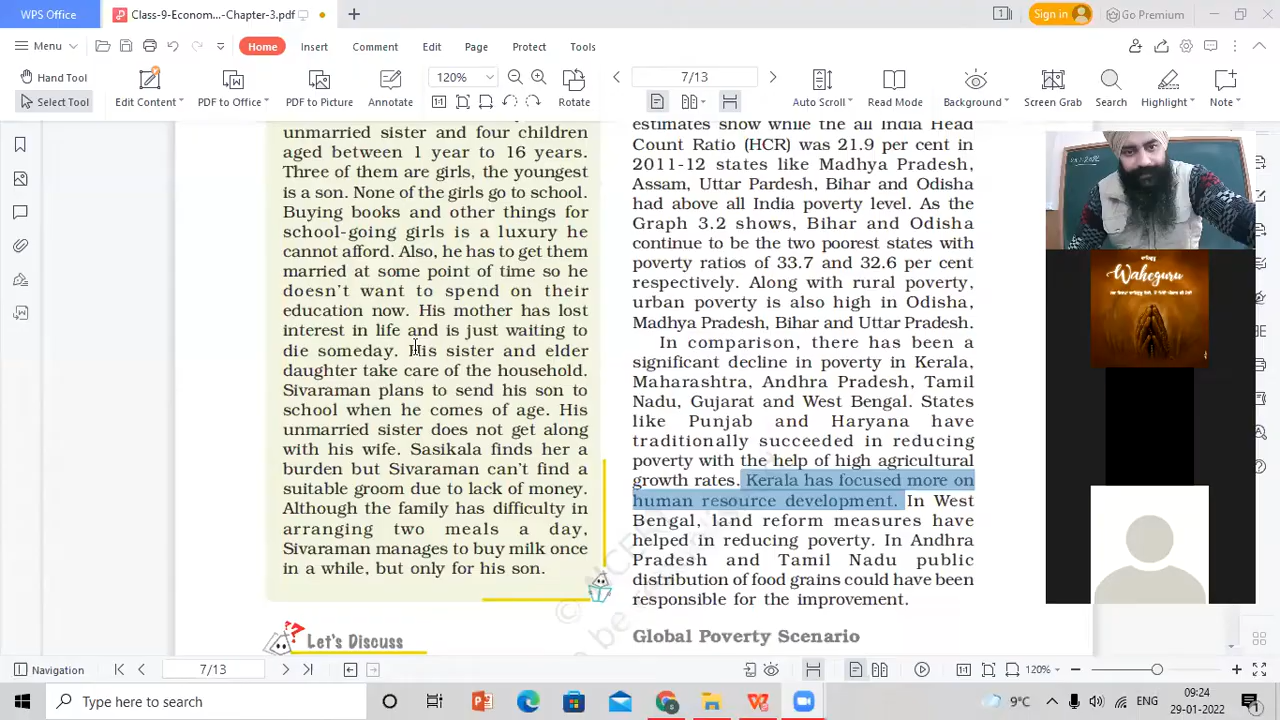 WPS Office
Class-9-Econom...-Chapter-3.pdf
Sign in
Go Premium
Menu
Home
Insert
Comment
Edit
Page
Protect
Tools
Hand Tool
Select Tool
Edit Content
PDF to Office
PDF to Picture
Annotate
120%
Rotate
7/13
Auto Scroll
Read Mode
Background
Screen Grab
Search
Highlight
Note
unmarried sister and four children
aged between 1 year to 16 years.
Three of them are girls, the youngest
is a son. None of the girls go to school.
Buying books and other things for
school-going girls is a luxury he
cannot afford. Also, he has to get them
married at some point of time so he
doesn't want to spend on their
education now. His mother has lost
interest in life and is just waiting to
die someday. His sister and elder
daughter take care of the household.
Sivaraman plans to send his son to
school when he comes of age. His
unmarried sister does not get along
with his wife. Sasikala finds her a
burden but Sivaraman can't find a
suitable groom due to lack of money.
Although the family has difficulty in
arranging two meals a day,
Sivaraman manages to buy milk once
in a while, but only for his son.
Let's Discuss
estimates show while the all India Head
Count Ratio (HCR) was 21.9 per cent in
2011-12 states like Madhya Pradesh,
Assam, Uttar Pardesh, Bihar and Odisha
had above all India poverty level. As the
Graph 3.2 shows, Bihar and Odisha
continue to be the two poorest states with
poverty ratios of 33.7 and 32.6 per cent
respectively. Along with rural poverty,
urban poverty is also high in Odisha,
Madhya Pradesh, Bihar and Uttar Pradesh.
In comparison, there has been a
significant decline in poverty in Kerala,
Maharashtra, Andhra Pradesh, Tamil
Nadu, Gujarat and West Bengal. States
like Punjab and Haryana have
traditionally succeeded in reducing
poverty with the help of high agricultural
growth rates. Kerala has focused more on
human resource development. In West
Bengal, land reform measures have
helped in reducing poverty. In Andhra
Pradesh and Tamil Nadu public
distribution of food grains could have been
responsible for the improvement.
Global Poverty Scenario
Waheguru
Navigation
7/13
120%
Type here to search
9°C
ENG
09:24
29-01-2022